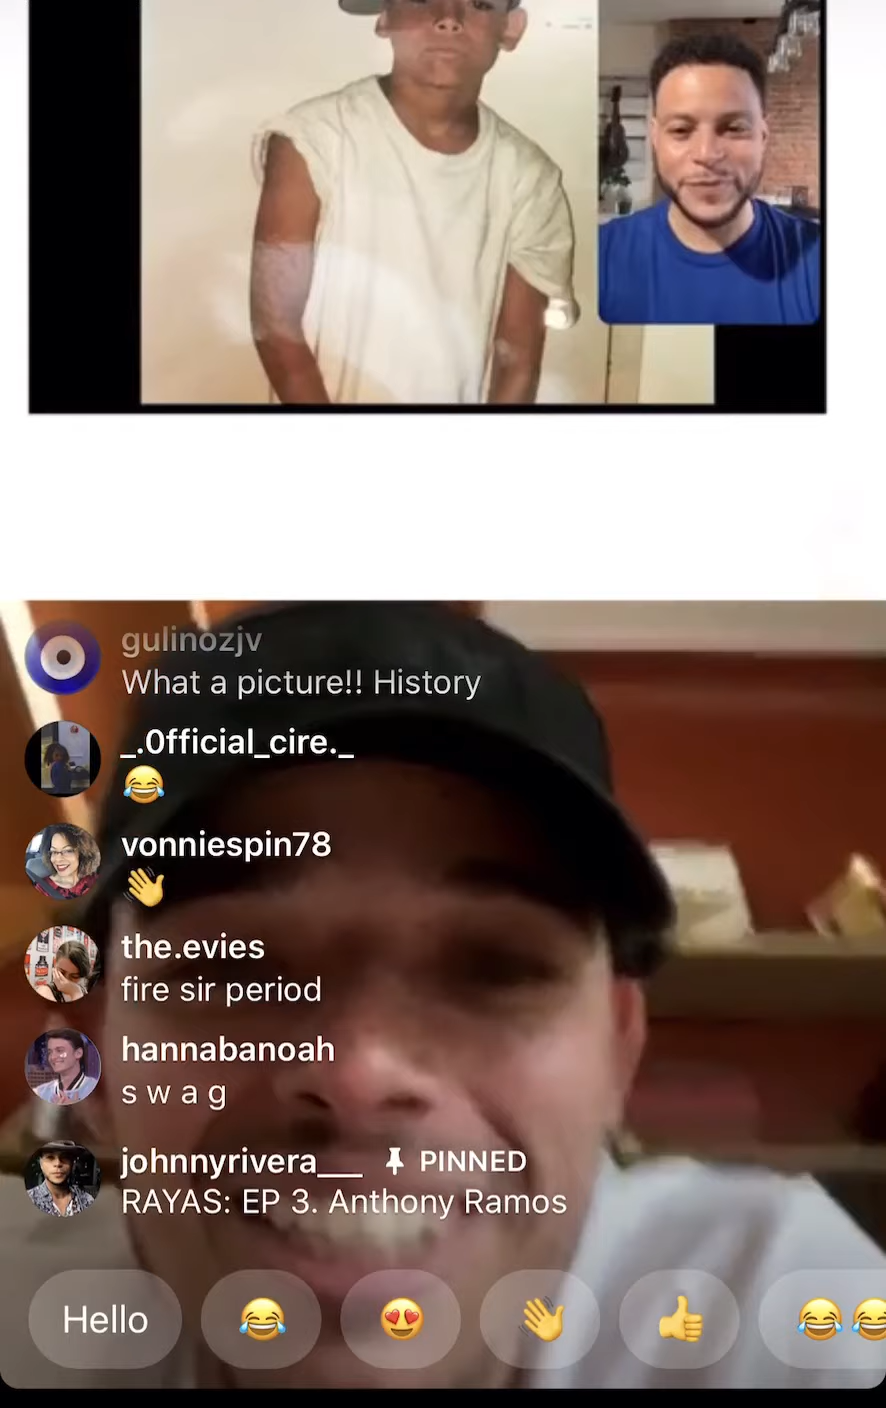 gulinozjv
What a picture!! History
_.0fficial_cire._
😂
vonniespin78
👋
the.evies
fire sir period
hannabanoah
s w a g
johnnyrivera___ PINNED
RAYAS: EP 3. Anthony Ramos
Hello 😂 😍 👋 👍 😂😂